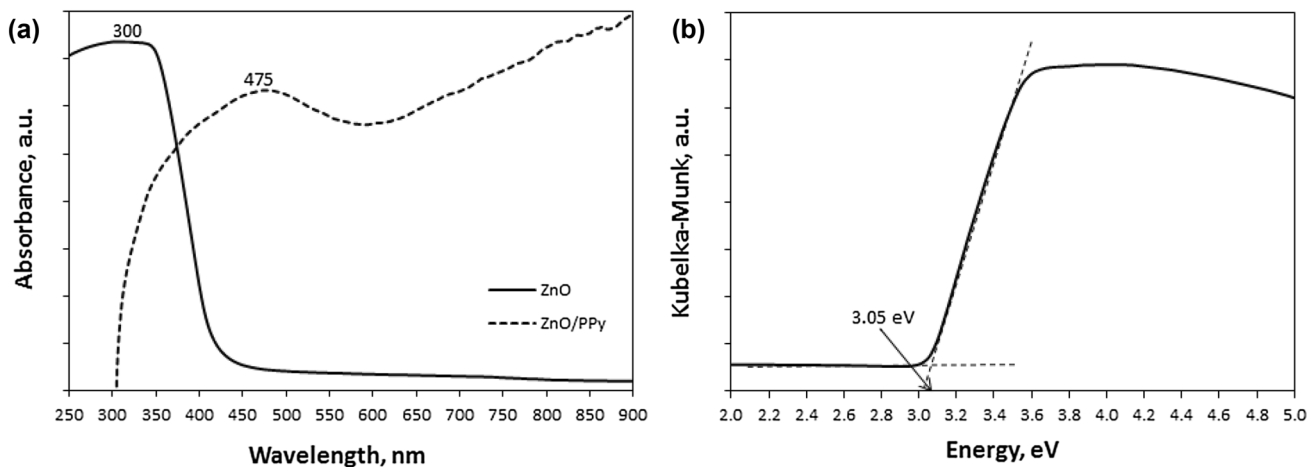 (a)
300
475
Absorbance, a.u.
ZnO
ZnO/PPy
250 300 350 400 450 500 550 600 650 700 750 800 850 900
Wavelength, nm
(b)
Kubelka-Munk, a.u.
3.05 eV
2.0 2.2 2.4 2.6 2.8 3.0 3.2 3.4 3.6 3.8 4.0 4.2 4.4 4.6 4.8 5.0
Energy, eV